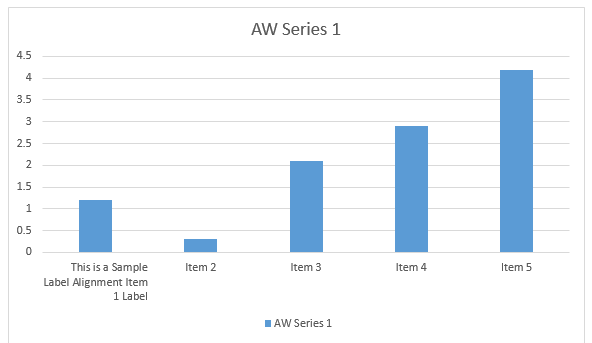 AW Series 1
4.5
4
3.5
3
2.5
2
1.5
1
0.5
0
This is a Sample
Label Alignment Item
1 Label
Item 2
Item 3
Item 4
Item 5
AW Series 1